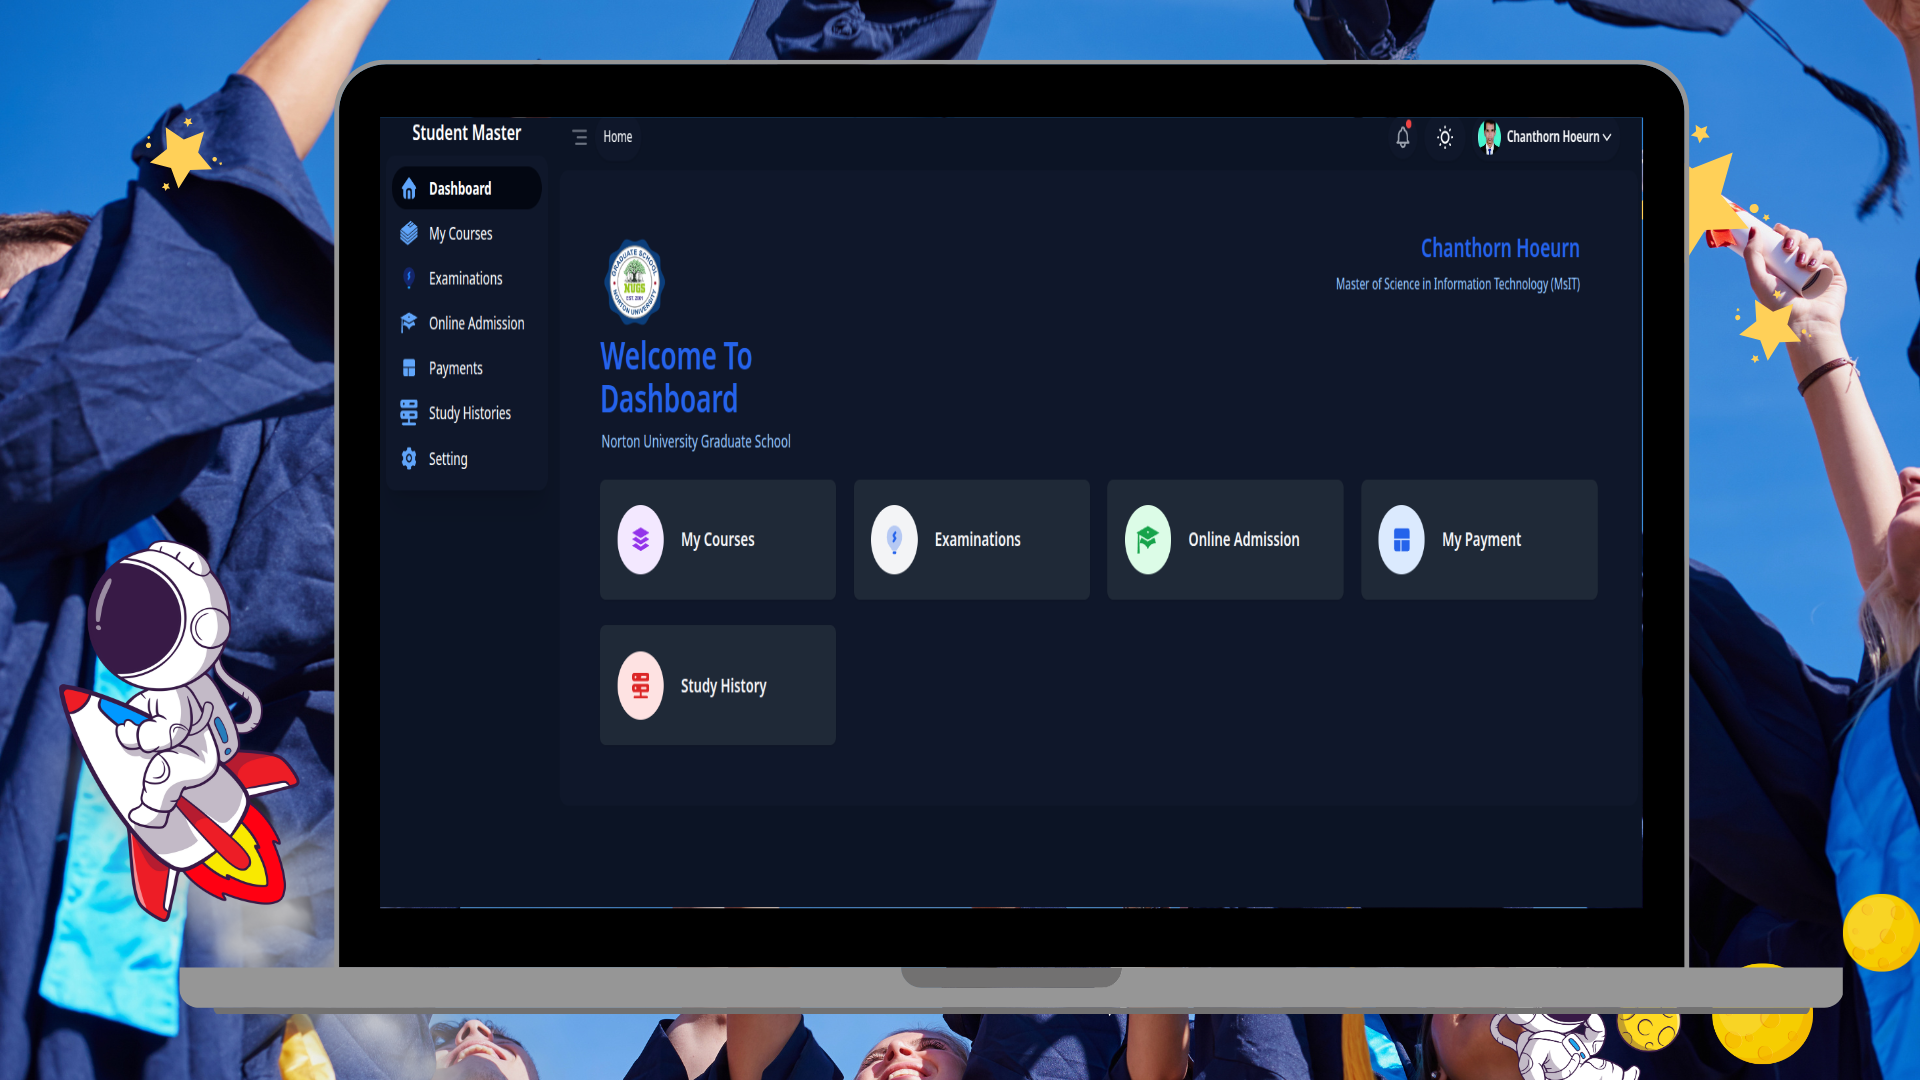 Student Master
Home
Chanthorn Hoeurn
Dashboard
My Courses
Examinations
Online Admission
Payments
Study Histories
Setting
GRADUATE SCHOOL
NUGS
EST. 2001
NORTON UNIVERSITY
Chanthorn Hoeurn
Master of Science in Information Technology (MsIT)
Welcome To
Dashboard
Norton University Graduate School
My Courses
Examinations
Online Admission
My Payment
Study History